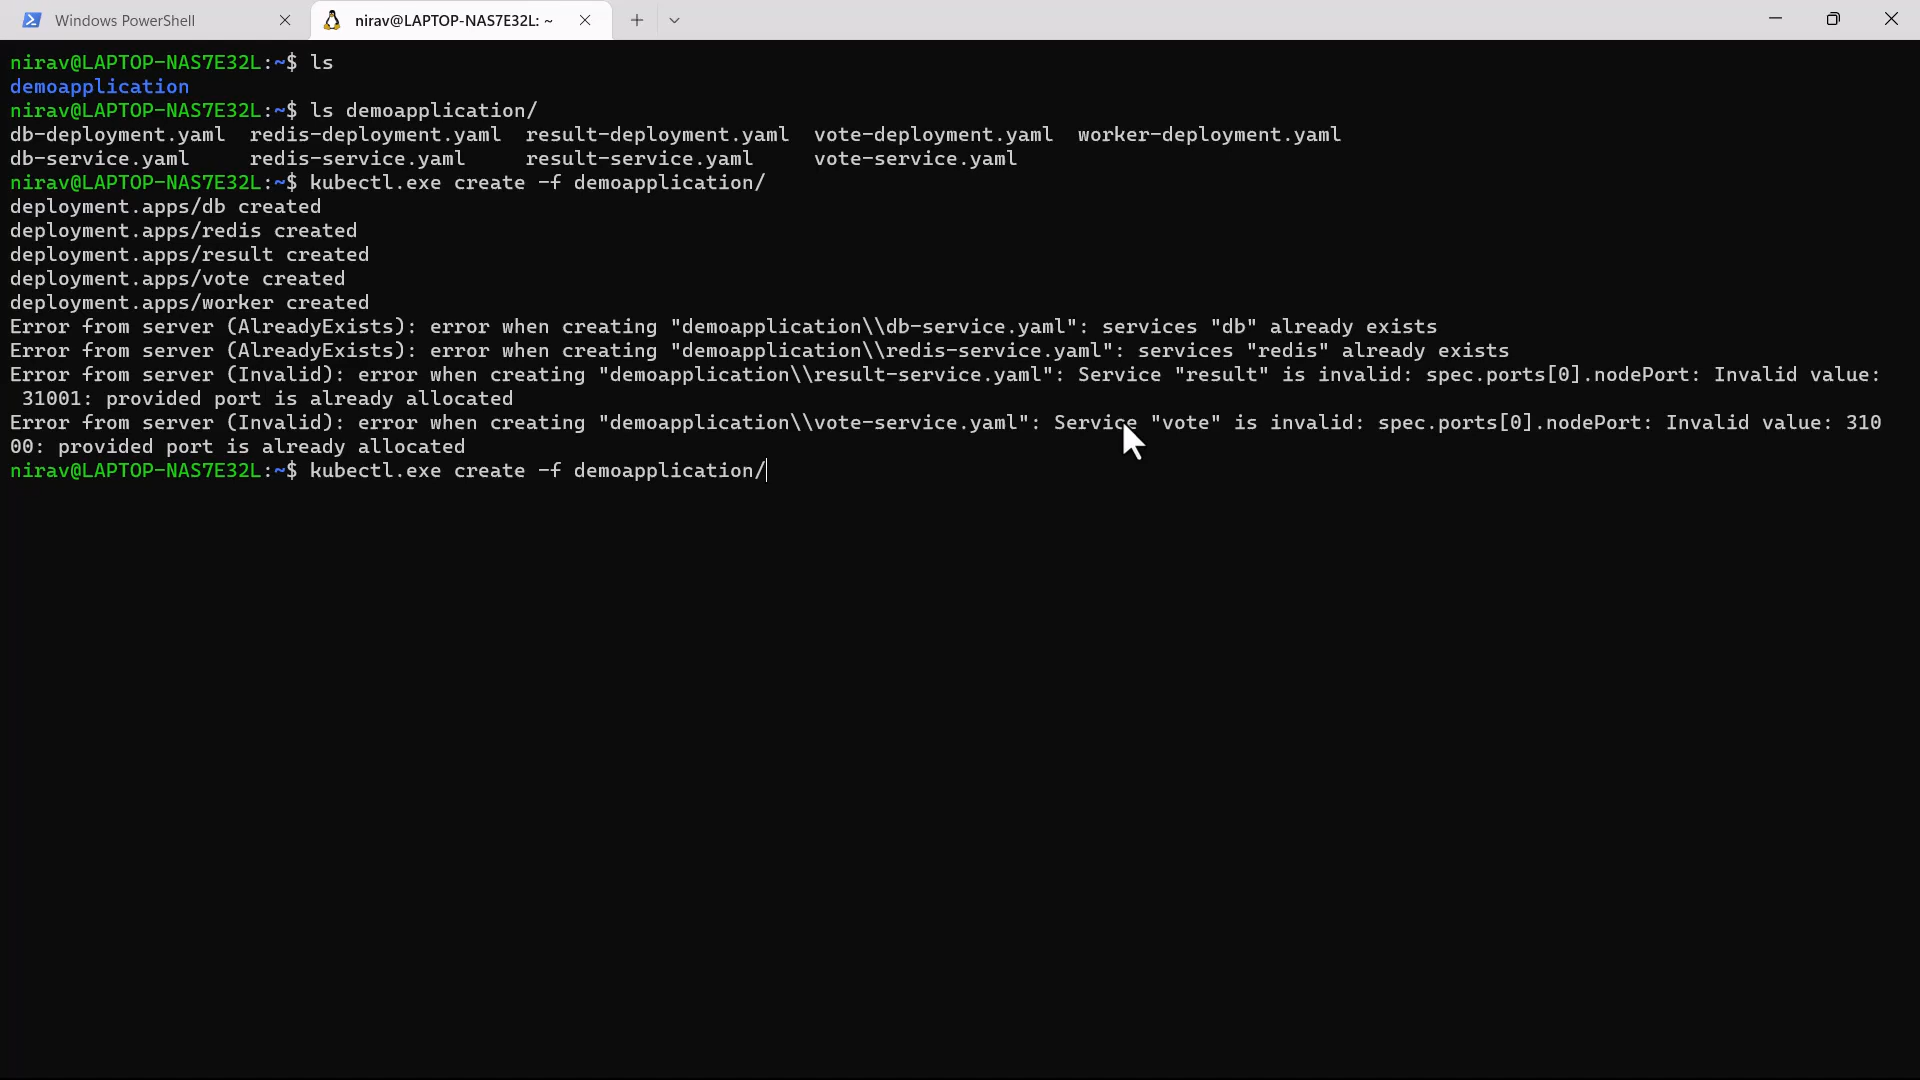 Windows PowerShell
nirav@LAPTOP-NAS7E32L: ~
nirav@LAPTOP-NAS7E32L:~$ ls
demoapplication
nirav@LAPTOP-NAS7E32L:~$ ls demoapplication/
db-deployment.yaml  redis-deployment.yaml  result-deployment.yaml  vote-deployment.yaml  worker-deployment.yaml
db-service.yaml     redis-service.yaml     result-service.yaml     vote-service.yaml
nirav@LAPTOP-NAS7E32L:~$ kubectl.exe create -f demoapplication/
deployment.apps/db created
deployment.apps/redis created
deployment.apps/result created
deployment.apps/vote created
deployment.apps/worker created
Error from server (AlreadyExists): error when creating "demoapplication\\db-service.yaml": services "db" already exists
Error from server (AlreadyExists): error when creating "demoapplication\\redis-service.yaml": services "redis" already exists
Error from server (Invalid): error when creating "demoapplication\\result-service.yaml": Service "result" is invalid: spec.ports[0].nodePort: Invalid value:
 31001: provided port is already allocated
Error from server (Invalid): error when creating "demoapplication\\vote-service.yaml": Service "vote" is invalid: spec.ports[0].nodePort: Invalid value: 310
00: provided port is already allocated
nirav@LAPTOP-NAS7E32L:~$ kubectl.exe create -f demoapplication/